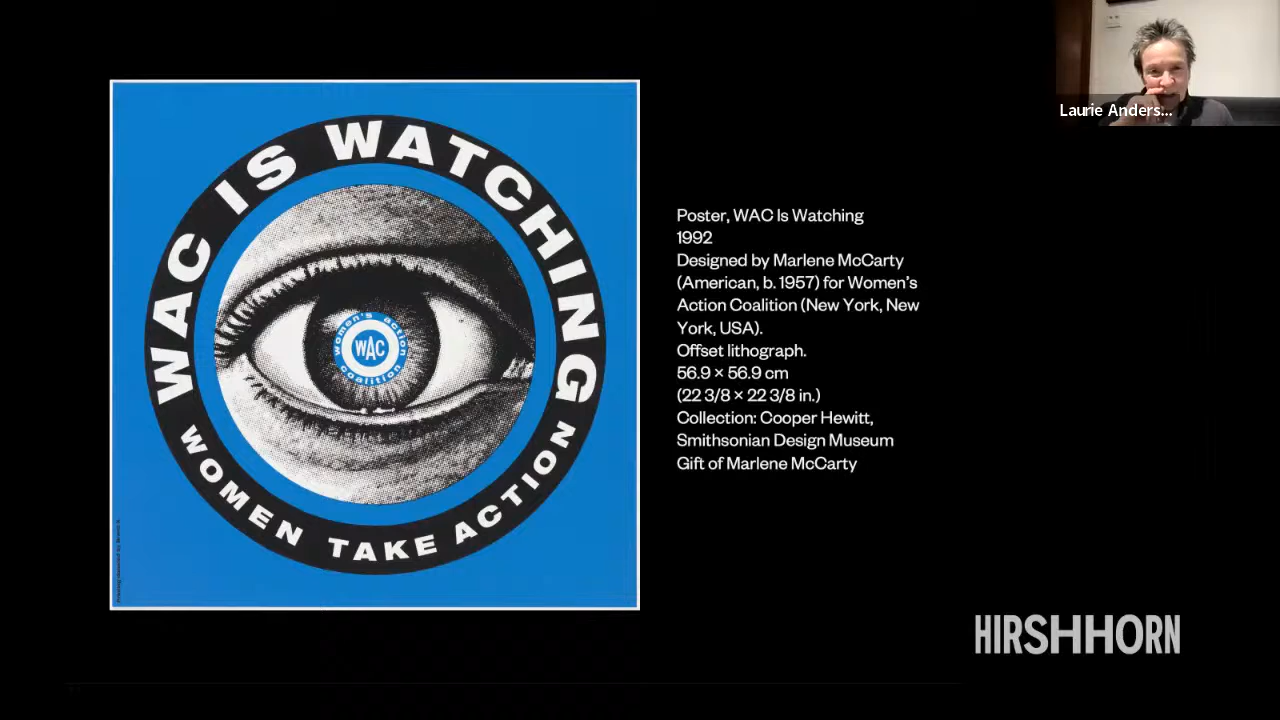 WAC IS WATCHING
WOMEN TAKE ACTION
women's action
WAC
coalition
Poster, WAC Is Watching
1992
Designed by Marlene McCarty
(American, b. 1957) for Women's
Action Coalition (New York, New
York, USA).
Offset lithograph.
56.9 × 56.9 cm
(22 3/8 × 22 3/8 in.)
Collection: Cooper Hewitt,
Smithsonian Design Museum
Gift of Marlene McCarty
Laurie Anders...
HIRSHHORN